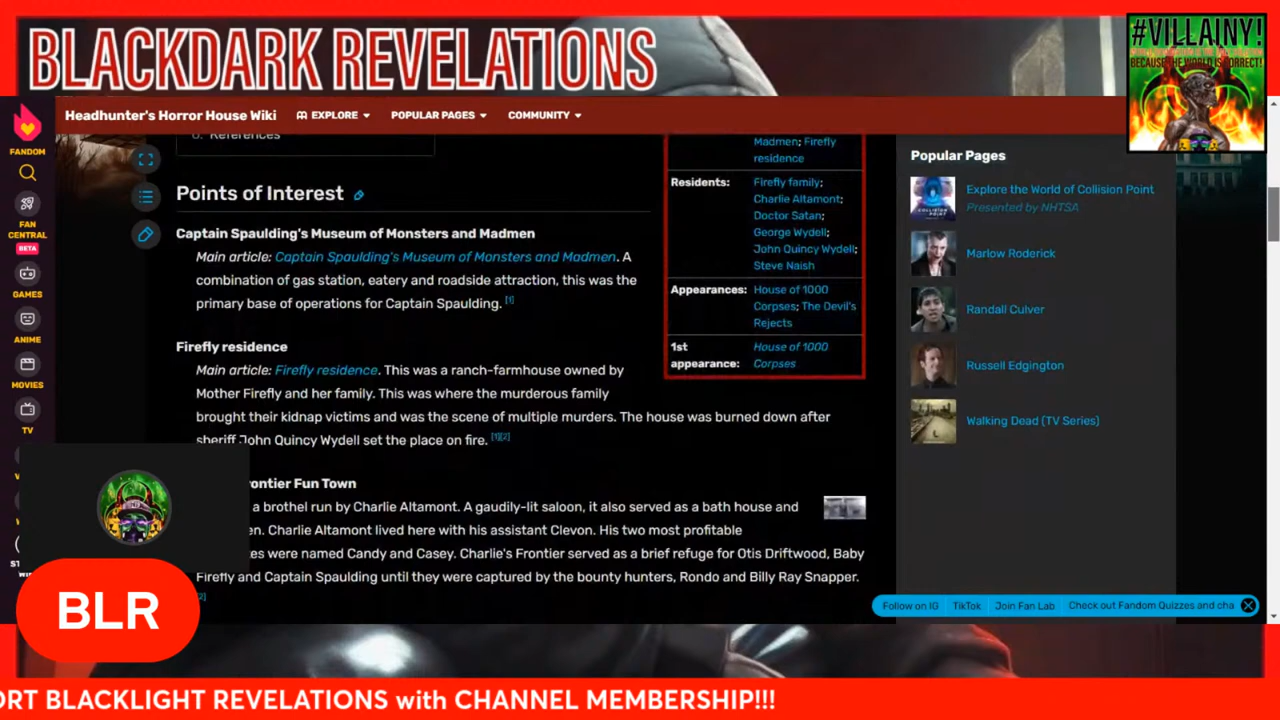 BLACKDARK REVELATIONS
#VILLAINY!
BECAUSE THE WORLD IS CORRECT!
FANDOM
FAN
CENTRAL
BETA
GAMES
ANIME
MOVIES
TV
Headhunter's Horror House Wiki
EXPLORE
POPULAR PAGES
COMMUNITY
References
Points of Interest
Captain Spaulding's Museum of Monsters and Madmen
Main article: Captain Spaulding's Museum of Monsters and Madmen. A
combination of gas station, eatery and roadside attraction, this was the
primary base of operations for Captain Spaulding. [1]
Firefly residence
Main article: Firefly residence. This was a ranch-farmhouse owned by
Mother Firefly and her family. This was where the murderous family
brought their kidnap victims and was the scene of multiple murders. The house was burned down after
sheriff John Quincy Wydell set the place on fire. [1][2]
rontier Fun Town
a brothel run by Charlie Altamont. A gaudily-lit saloon, it also served as a bath house and
en. Charlie Altamont lived here with his assistant Clevon. His two most profitable
es were named Candy and Casey. Charlie's Frontier served as a brief refuge for Otis Driftwood, Baby
Firefly and Captain Spaulding until they were captured by the bounty hunters, Rondo and Billy Ray Snapper.
[2]
Madmen; Firefly
residence
Residents:
Firefly family;
Charlie Altamont;
Doctor Satan;
George Wydell;
John Quincy Wydell;
Steve Naish
Appearances:
House of 1000
Corpses; The Devil's
Rejects
1st
appearance:
House of 1000
Corpses
Popular Pages
Explore the World of Collision Point
Presented by NHTSA
Marlow Roderick
Randall Culver
Russell Edgington
Walking Dead (TV Series)
Follow on IG
TikTok
Join Fan Lab
Check out Fandom Quizzes and cha
BLR
ORT BLACKLIGHT REVELATIONS with CHANNEL MEMBERSHIP!!!